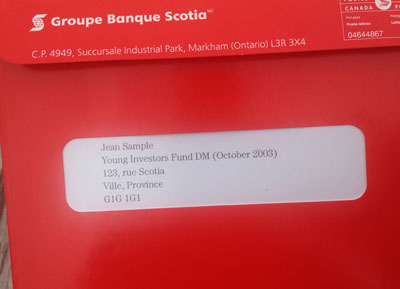 Groupe Banque Scotia
C.P. 4949, Succursale Industrial Park, Markham (Ontario) L3R 3X4
CANADA
04644867
Jean Sample
Young Investors Fund DM (October 2003)
123, rue Scotia
Ville, Province
G1G 1G1